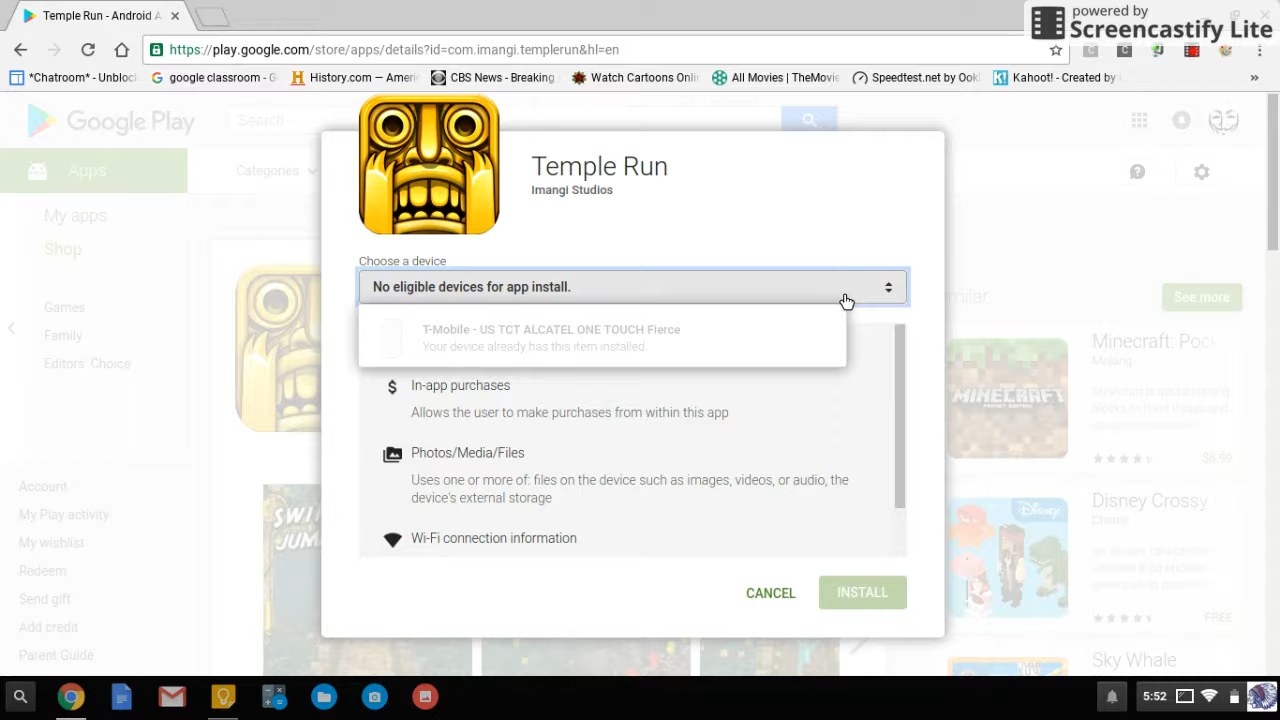 Temple Run - Android A
powered by
Screencastify Lite
https://play.google.com/store/apps/details?id=com.imangi.templerun&hl=en
*Chatroom* - Unbloc
google classroom - G
History.com — Ameri
CBS News - Breaking
Watch Cartoons Onli
All Movies | TheMovie
Speedtest.net by Ookl
Kahoot! - Created by
»
Google Play
Search
Apps
Categories
My apps
Shop
Games
Family
Editors' Choice
Account
My Play activity
My wishlist
Redeem
Send gift
Add credit
Parent Guide
Temple Run
Imangi Studios
Choose a device
No eligible devices for app install.
T-Mobile - US TCT ALCATEL ONE TOUCH Fierce
Your device already has this item installed.
In-app purchases
Allows the user to make purchases from within this app
Photos/Media/Files
Uses one or more of: files on the device such as images, videos, or audio, the
device's external storage
Wi-Fi connection information
CANCEL
INSTALL
See more
Minecraft: Pock
Mojang
MINECRAFT
$6.99
Disney Crossy
Disney
FREE
Sky Whale
5:52